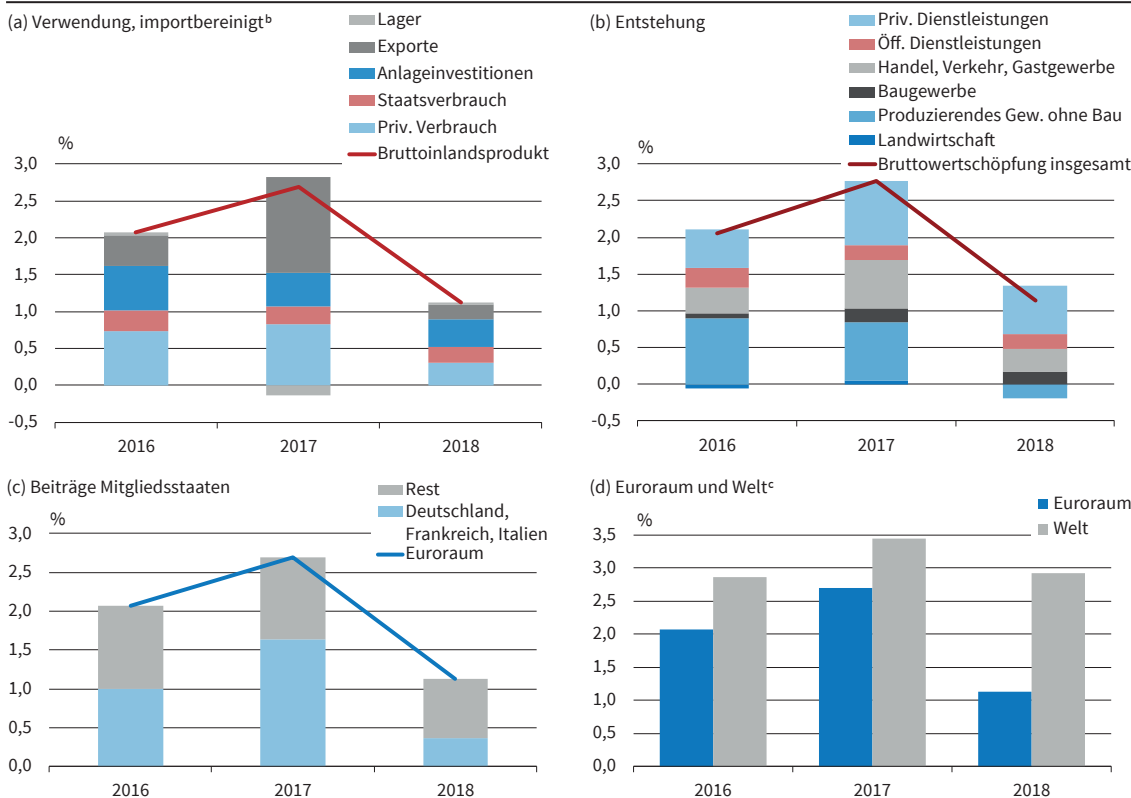 (a) Verwendung, importbereinigtᵇ
Lager
Exporte
Anlageinvestitionen
Staatsverbrauch
Priv. Verbrauch
Bruttoinlandsprodukt
%
3,0
2,5
2,0
1,5
1,0
0,5
0,0
-0,5
2016 2017 2018
(b) Entstehung
Priv. Dienstleistungen
Öff. Dienstleistungen
Handel, Verkehr, Gastgewerbe
Baugewerbe
Produzierendes Gew. ohne Bau
Landwirtschaft
Bruttowertschöpfung insgesamt
%
3,0
2,5
2,0
1,5
1,0
0,5
0,0
-0,5
2016 2017 2018
(c) Beiträge Mitgliedsstaaten
Rest
Deutschland,
Frankreich, Italien
Euroraum
%
3,0
2,5
2,0
1,5
1,0
0,5
0,0
2016 2017 2018
(d) Euroraum und Weltᶜ
Euroraum
Welt
%
3,5
3,0
2,5
2,0
1,5
1,0
0,5
0,0
2016 2017 2018